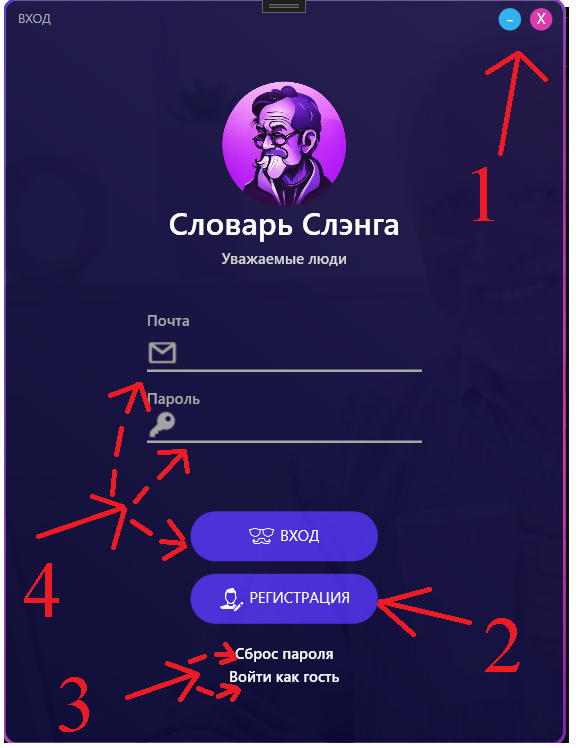 ВХОД
– X
1
Словарь Слэнга
Уважаемые люди
Почта
Пароль
ВХОД
4
РЕГИСТРАЦИЯ
2
Сброс пароля
Войти как гость
3